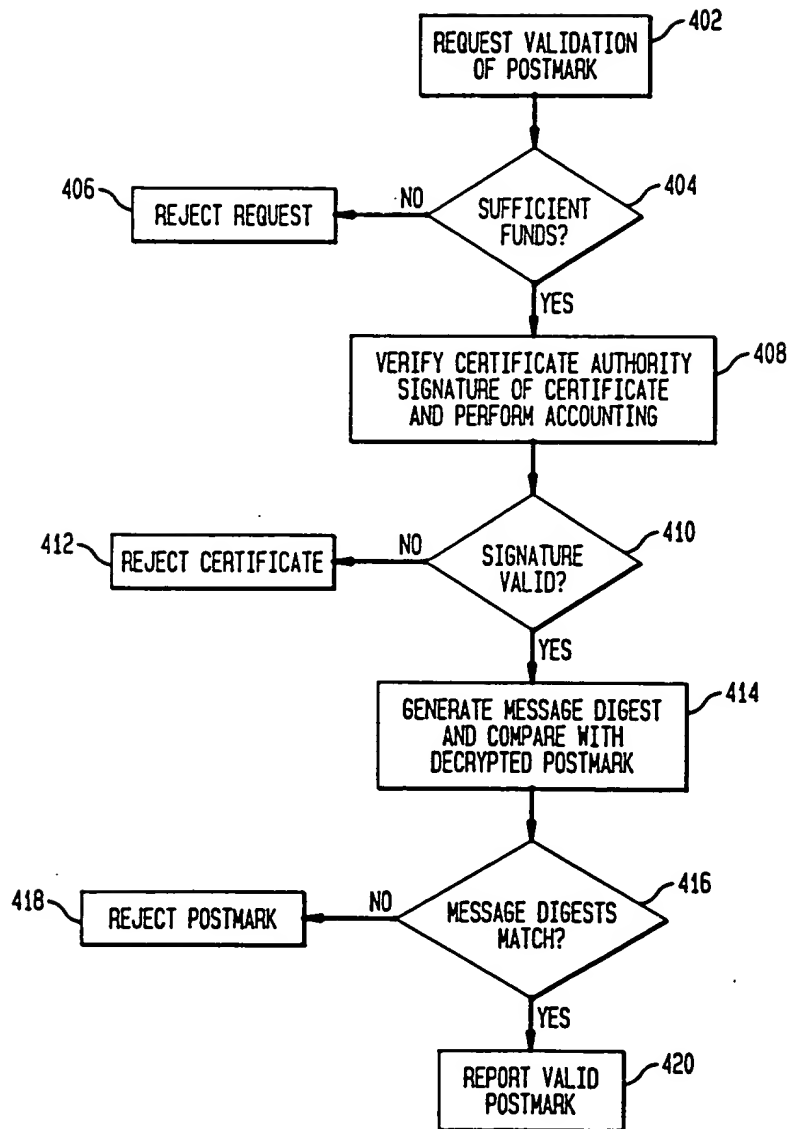 REQUEST VALIDATION
OF POSTMARK
402
SUFFICIENT
FUNDS?
404
NO
REJECT REQUEST
406
YES
VERIFY CERTIFICATE AUTHORITY
SIGNATURE OF CERTIFICATE
AND PERFORM ACCOUNTING
408
SIGNATURE
VALID?
410
NO
REJECT CERTIFICATE
412
YES
GENERATE MESSAGE DIGEST
AND COMPARE WITH
DECRYPTED POSTMARK
414
MESSAGE DIGESTS
MATCH?
416
NO
REJECT POSTMARK
418
YES
REPORT VALID
POSTMARK
420